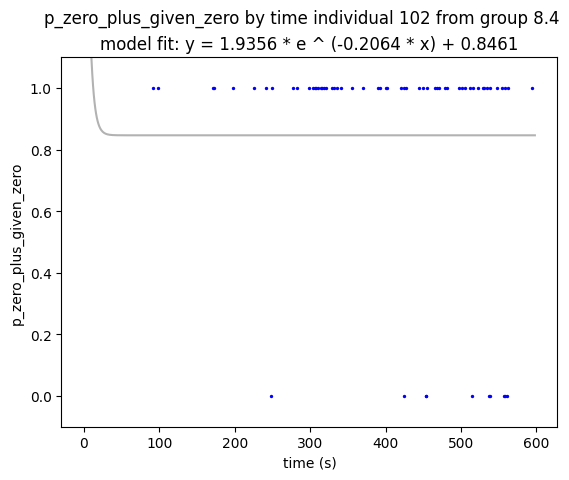 p_zero_plus_given_zero by time individual 102 from group 8.4
model fit: y = 1.9356 * e ^ (-0.2064 * x) + 0.8461
1.0
0.8
0.6
0.4
0.2
0.0
p_zero_plus_given_zero
0 100 200 300 400 500 600
time (s)